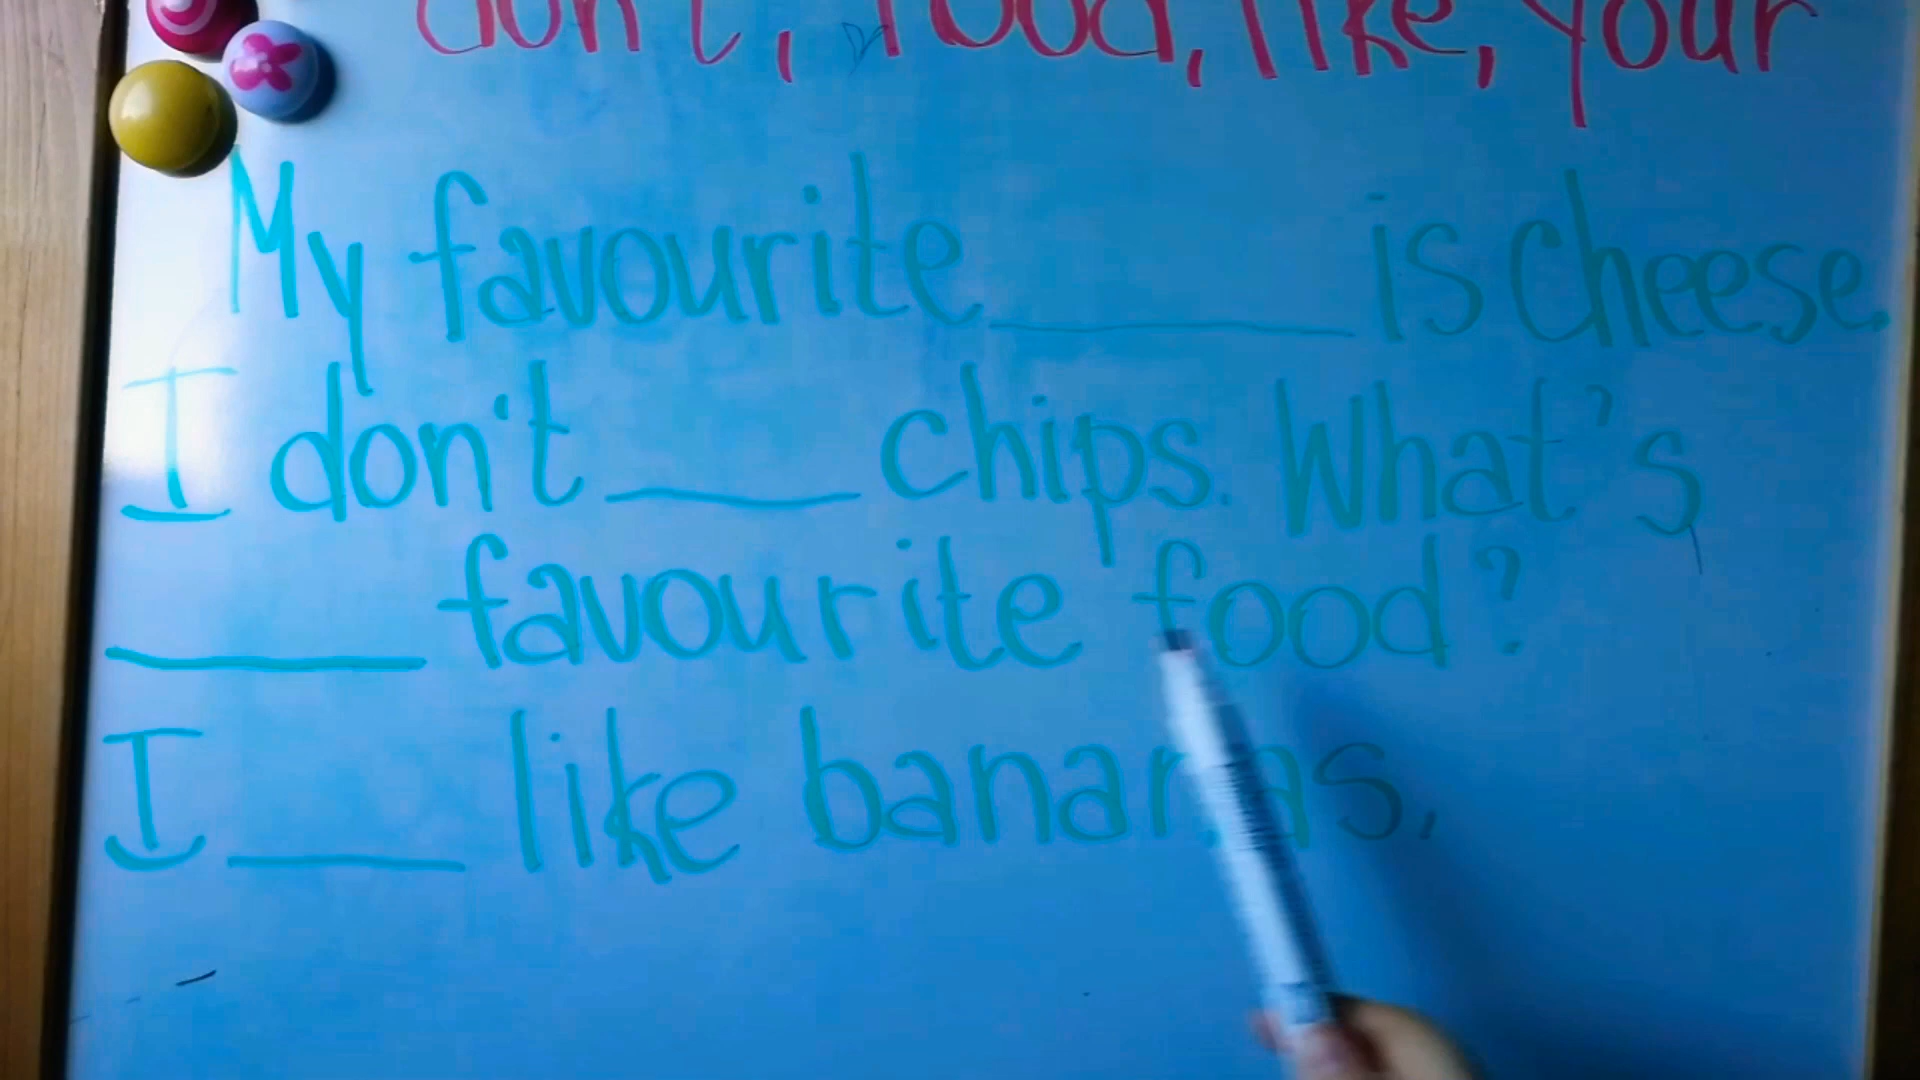 don't, food, like, your
My favourite ______ is cheese.
I don't ____ chips. What's
_____ favourite food?
I ____ like bananas.